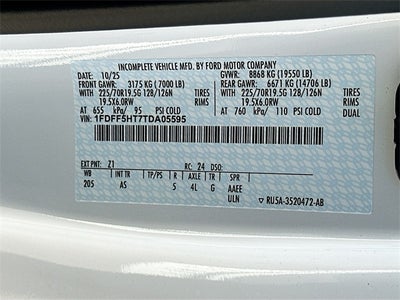 INCOMPLETE VEHICLE MFD. BY FORD MOTOR COMPANY
10/25 GVWR: 8868 KG (19550 LB)
FRONT GAWR: 3175 KG (7000 LB) REAR GAWR: 6671 KG (14706 LB)
WITH 225/70R19.5G 128/126N TIRES WITH 225/70R19.5G 128/126N TIRES
19.5X6.0RW RIMS 19.5X6.0RW RIMS
AT 655 kPa/ 95 PSI COLD AT 760 kPa/ 110 PSI COLD
VIN: 1FDFF5HT7TDA05595
EXT PNT: Z1 RC: 24 DSO:
WB INT TR TP/PS R AXLE TR SPR
205 AS 5 4L G AAEE
ULN RU5A-3520472-AB